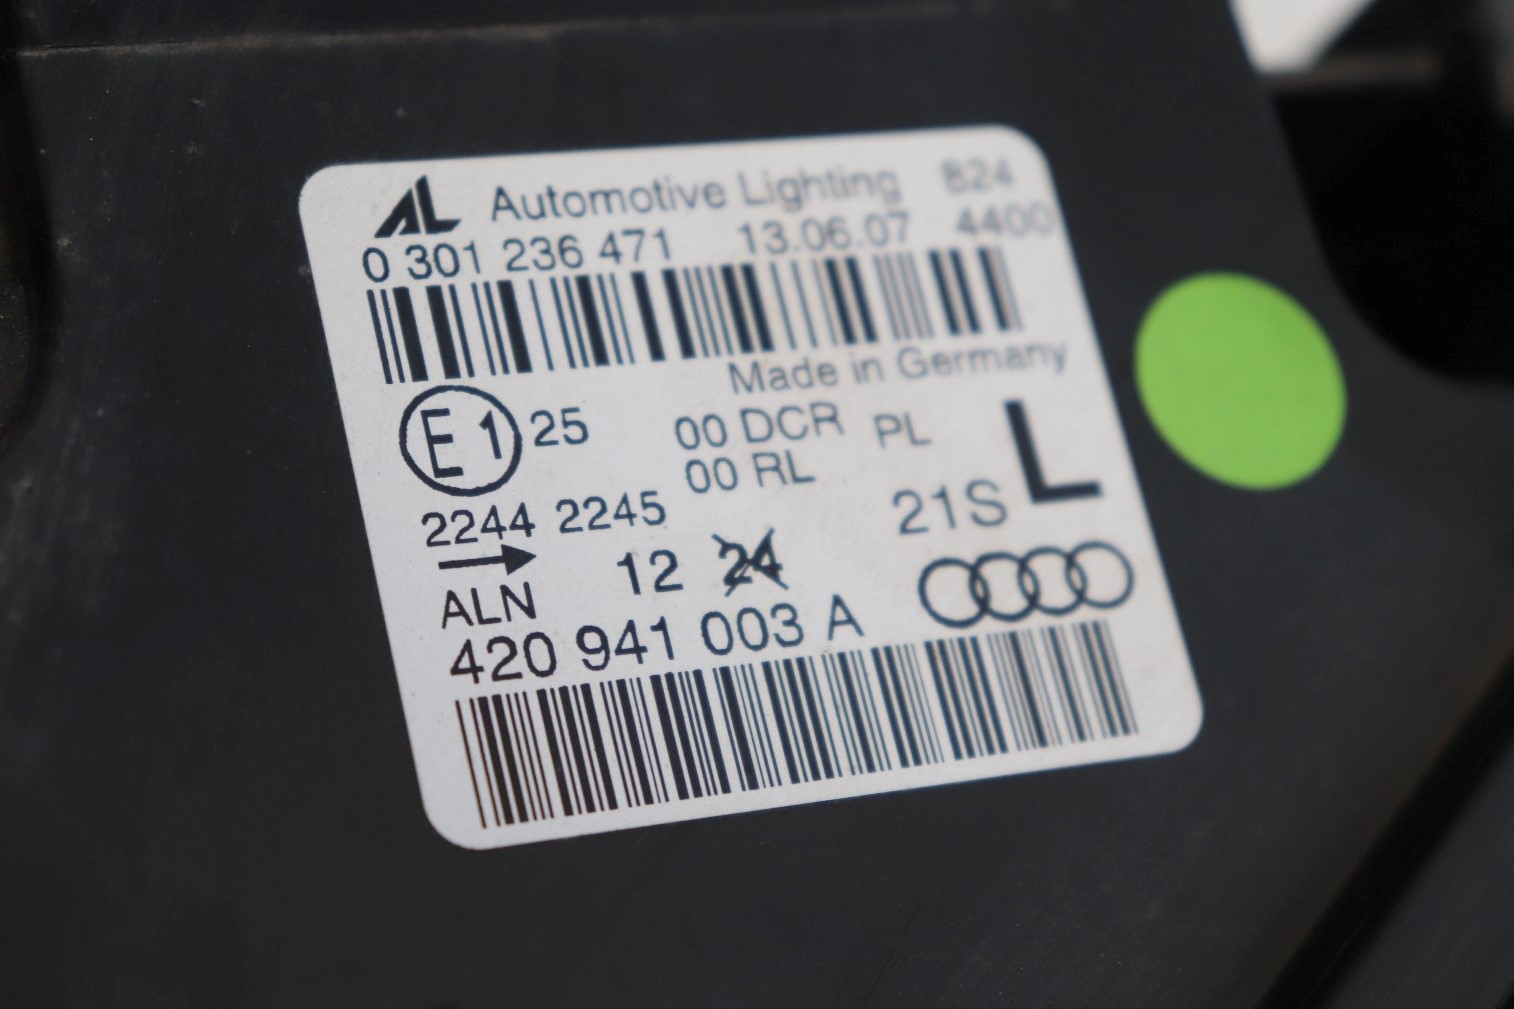 AL Automotive Lighting 824
0 301 236 471 13.06.07 4400
Made in Germany
E1 25 00 DCR PL L
00 RL
2244 2245 21S
→ 12 24
ALN
420 941 003 A